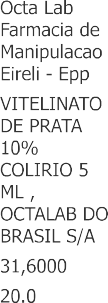 Octa Lab
Farmacia de
Manipulacao
Eireli - Epp
VITELINATO
DE PRATA
10%
COLIRIO 5
ML ,
OCTALAB DO
BRASIL S/A
31,6000
20.0